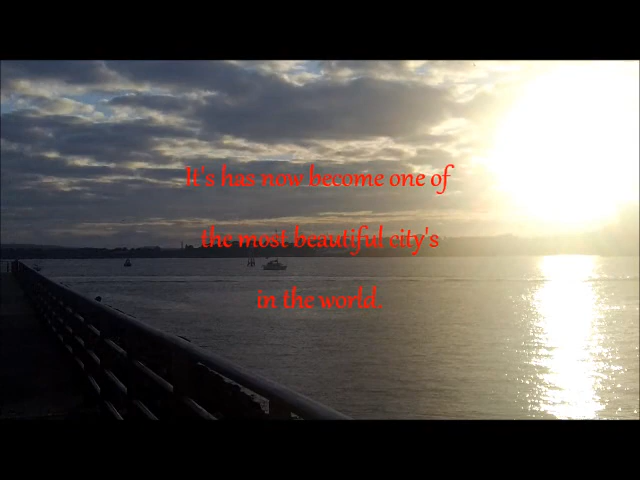 It's has now become one of
the most beautiful city's
in the world.